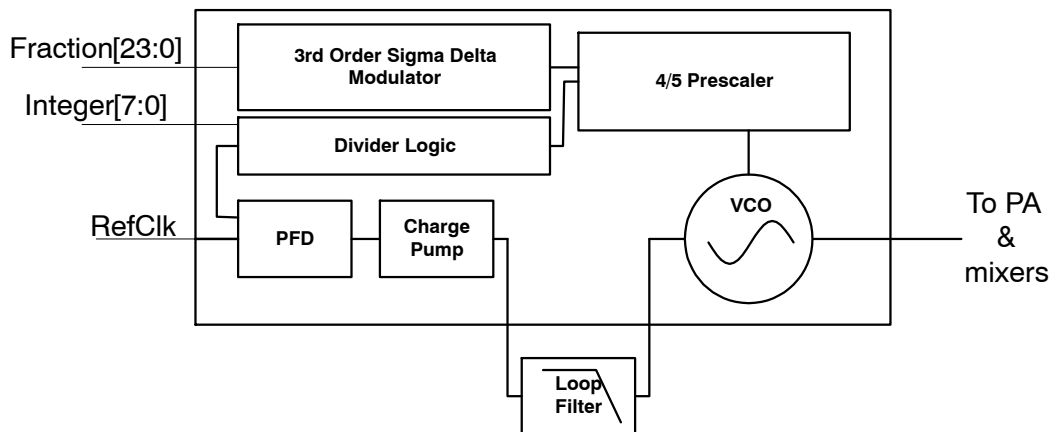 Fraction[23:0]
3rd Order Sigma Delta
Modulator
4/5 Prescaler
Integer[7:0]
Divider Logic
RefClk
PFD
Charge
Pump
VCO
To PA
&
mixers
Loop
Filter